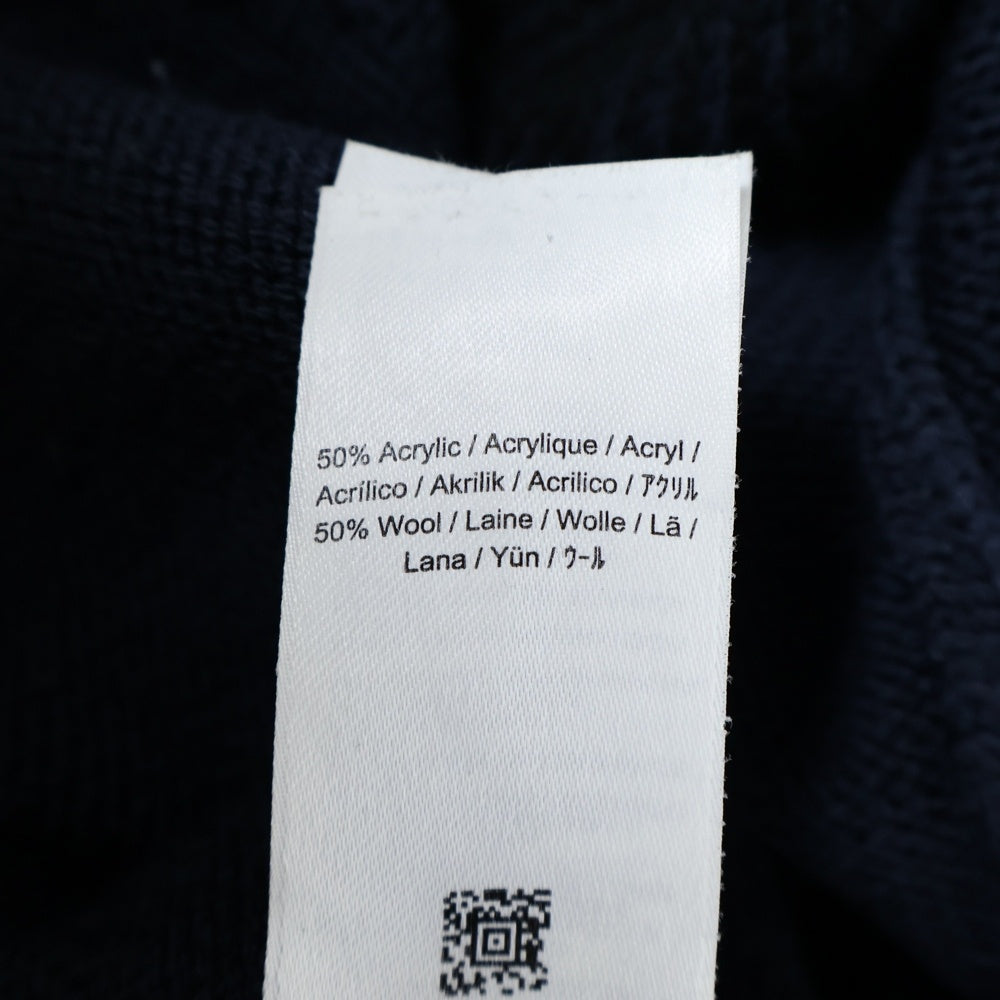 50% Acrylic / Acrylique / Acryl /
Acrílico / Akrilik / Acrilico / アクリル
50% Wool / Laine / Wolle / Lã /
Lana / Yün / ウール